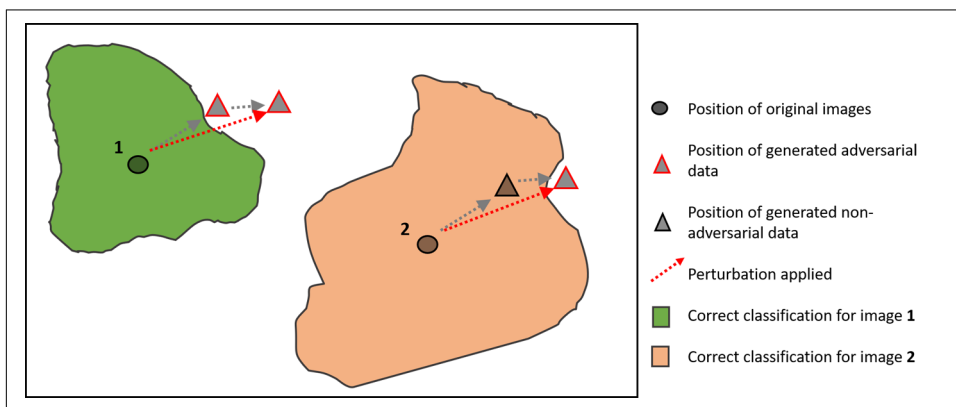 1
2
Position of original images
Position of generated adversarial
data
Position of generated non-
adversarial data
Perturbation applied
Correct classification for image 1
Correct classification for image 2